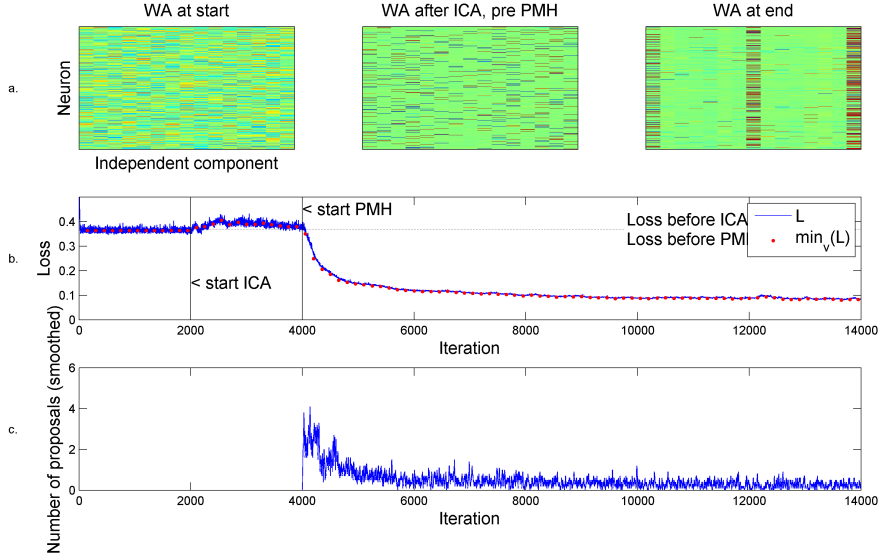 WA at start
WA after ICA, pre PMH
WA at end
a.
Neuron
Independent component
b.
Loss
0.4
0.3
0.2
0.1
0
< start PMH
< start ICA
Loss before ICA
Loss before PM
L
min_v(L)
0 2000 4000 6000 8000 10000 12000 14000
Iteration
c.
Number of proposals (smoothed)
6
4
2
0
0 2000 4000 6000 8000 10000 12000 14000
Iteration